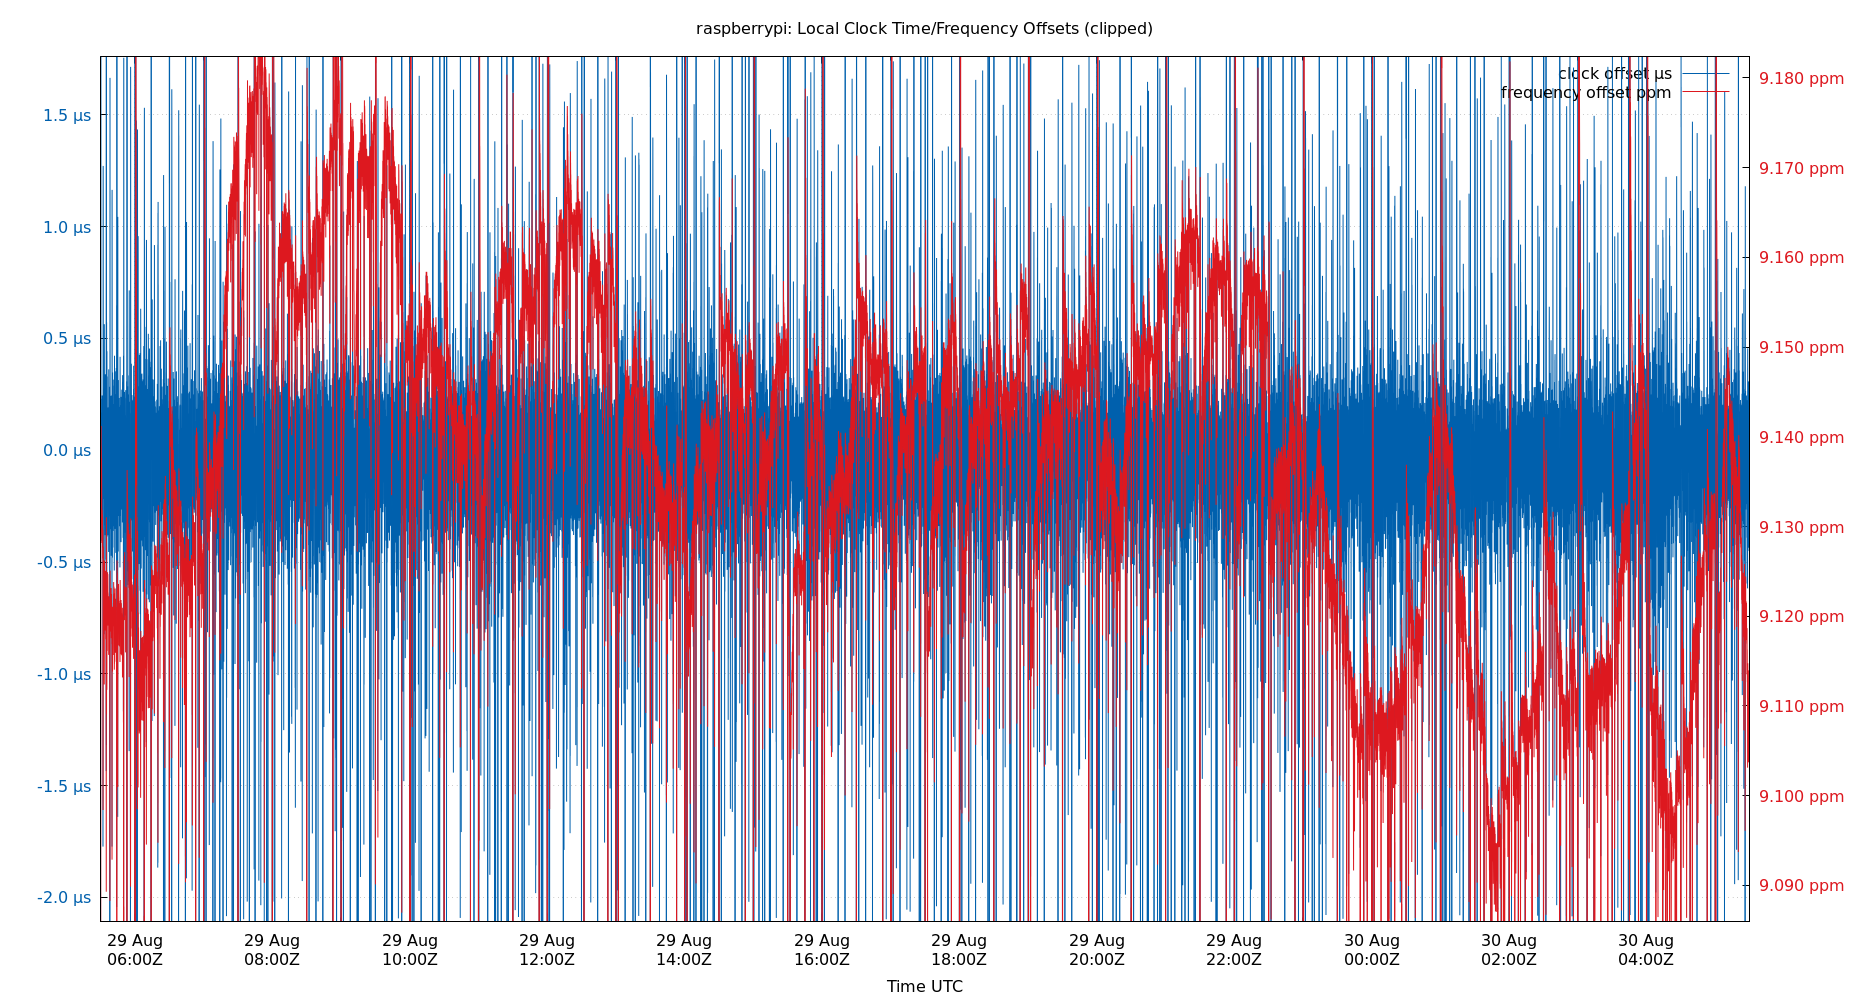 raspberrypi: Local Clock Time/Frequency Offsets (clipped)
clock offset µs
frequency offset ppm
1.5 µs
1.0 µs
0.5 µs
0.0 µs
-0.5 µs
-1.0 µs
-1.5 µs
-2.0 µs
9.180 ppm
9.170 ppm
9.160 ppm
9.150 ppm
9.140 ppm
9.130 ppm
9.120 ppm
9.110 ppm
9.100 ppm
9.090 ppm
29 Aug 29 Aug 29 Aug 29 Aug 29 Aug 29 Aug 29 Aug 29 Aug 29 Aug 30 Aug 30 Aug 30 Aug
06:00Z 08:00Z 10:00Z 12:00Z 14:00Z 16:00Z 18:00Z 20:00Z 22:00Z 00:00Z 02:00Z 04:00Z
Time UTC